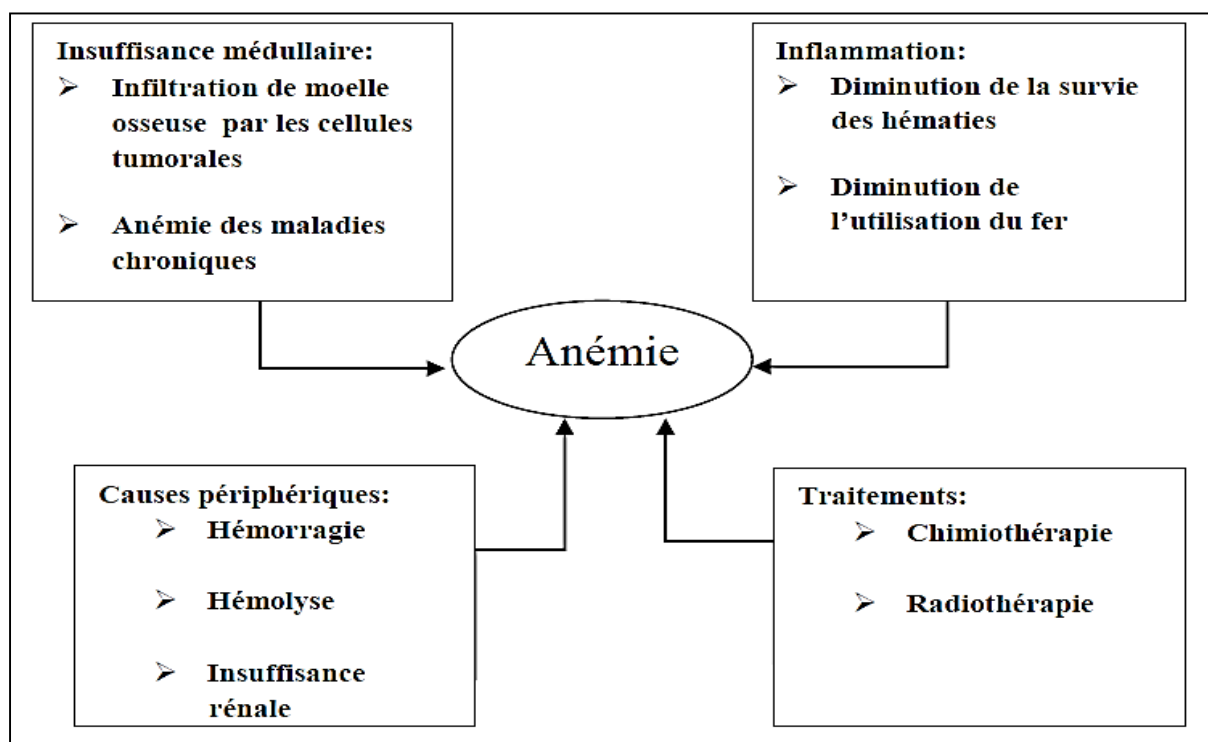 Insuffisance médullaire:
➢ Infiltration de moelle
osseuse par les cellules
tumorales
➢ Anémie des maladies
chroniques
Inflammation:
➢ Diminution de la survie
des hématies
➢ Diminution de
l’utilisation du fer
Anémie
Causes périphériques:
➢ Hémorragie
➢ Hémolyse
➢ Insuffisance
rénale
Traitements:
➢ Chimiothérapie
➢ Radiothérapie